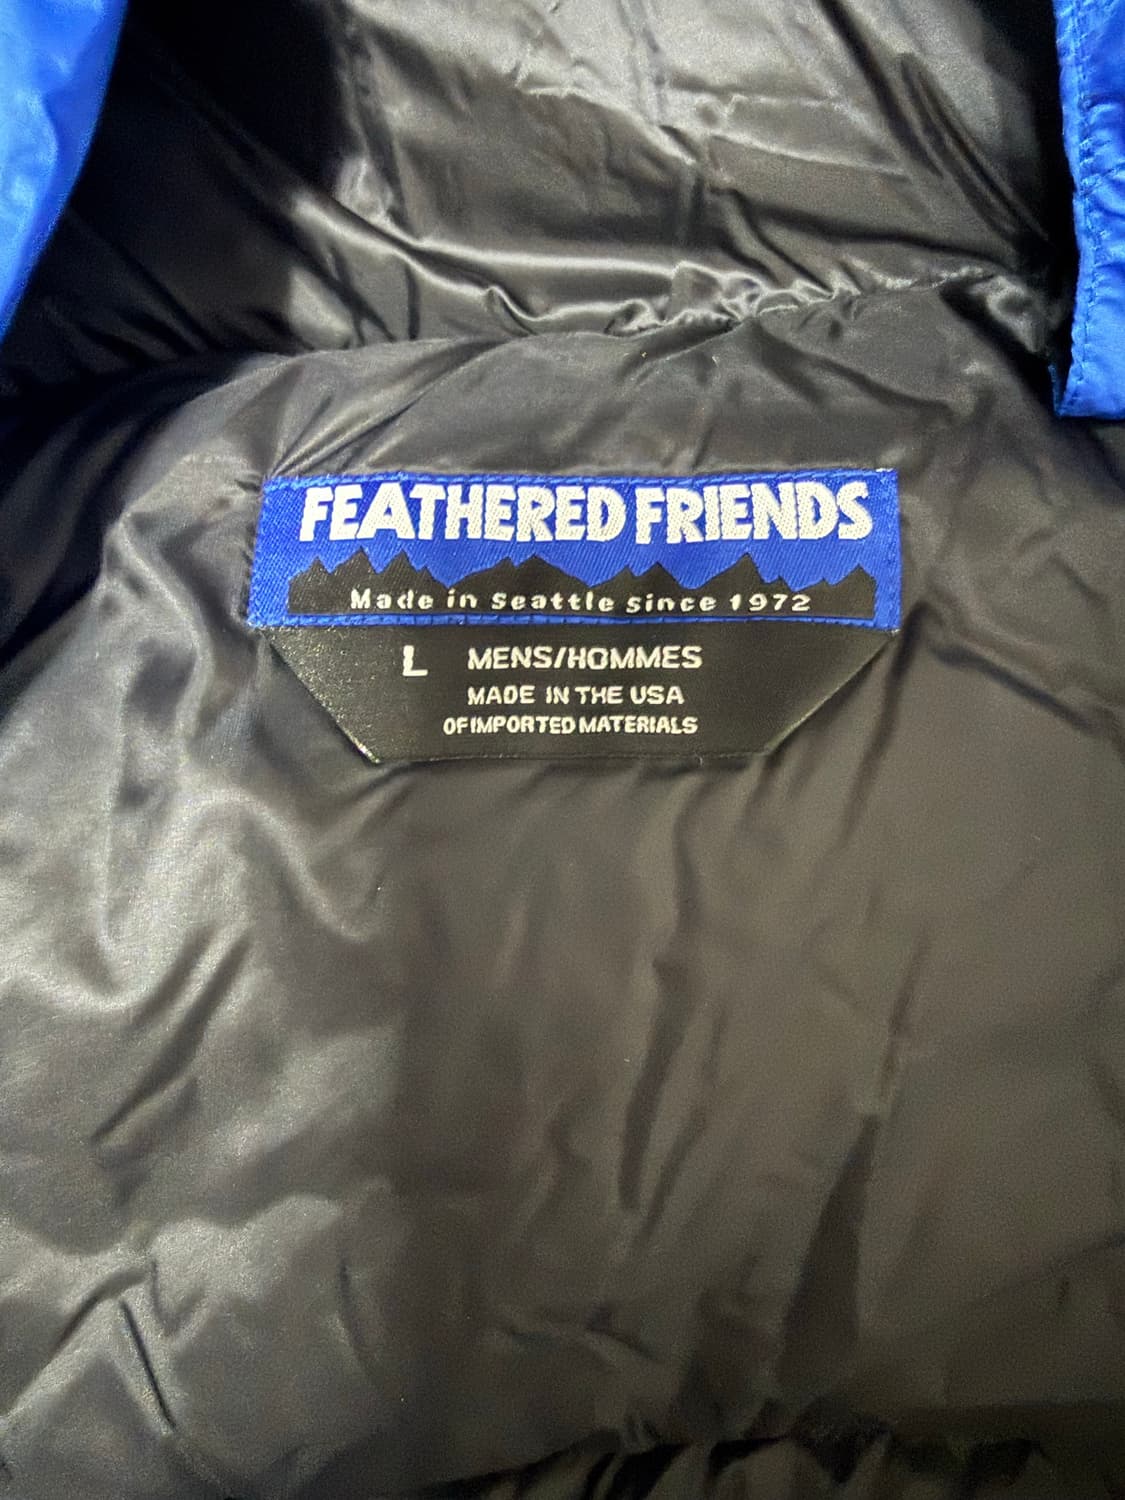 FEATHERED FRIENDS
Made in Seattle since 1972
L MENS/HOMMES
MADE IN THE USA
OF IMPORTED MATERIALS